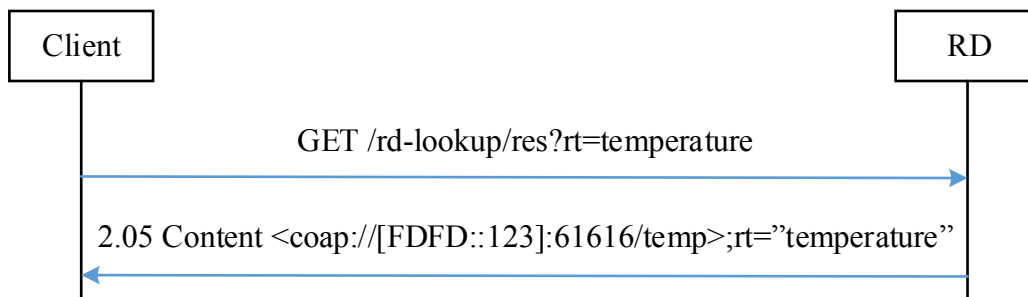 Client
RD
GET /rd-lookup/res?rt=temperature
2.05 Content <coap://[FDFD::123]:61616/temp>;rt=”temperature”